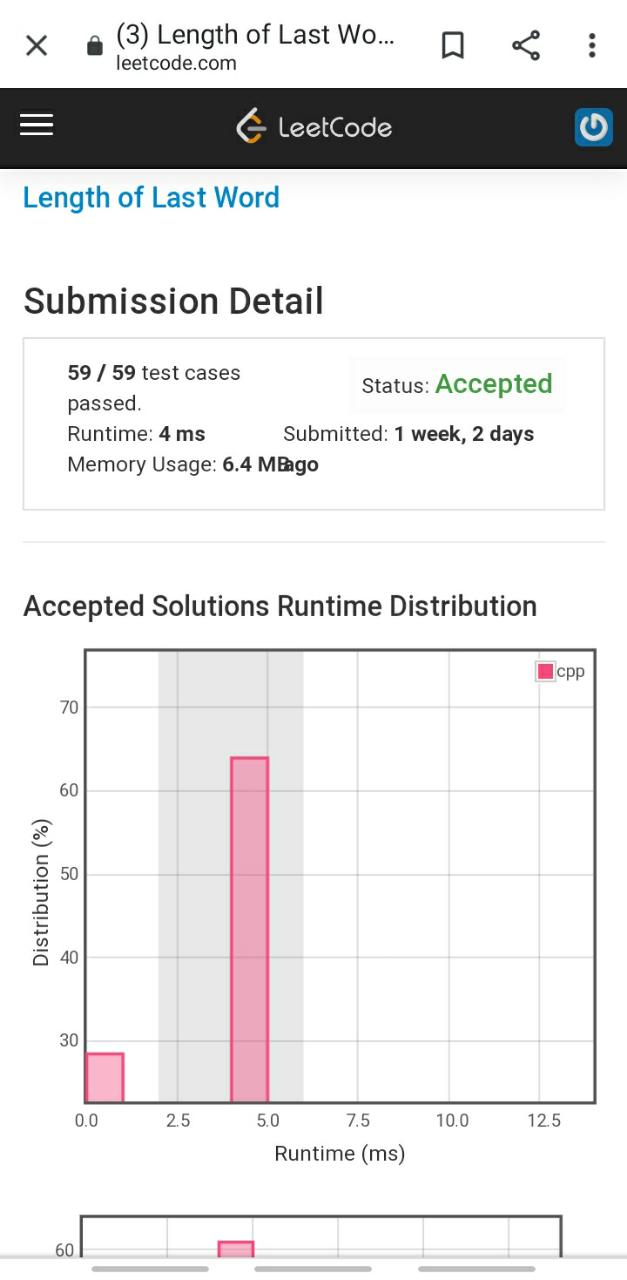 (3) Length of Last Wo...
leetcode.com
LeetCode
Length of Last Word
Submission Detail
59 / 59 test cases passed.
Status: Accepted
Runtime: 4 ms
Submitted: 1 week, 2 days ago
Memory Usage: 6.4 MB
Accepted Solutions Runtime Distribution
cpp
70
60
50
40
30
Distribution (%)
0.0 2.5 5.0 7.5 10.0 12.5
Runtime (ms)
60